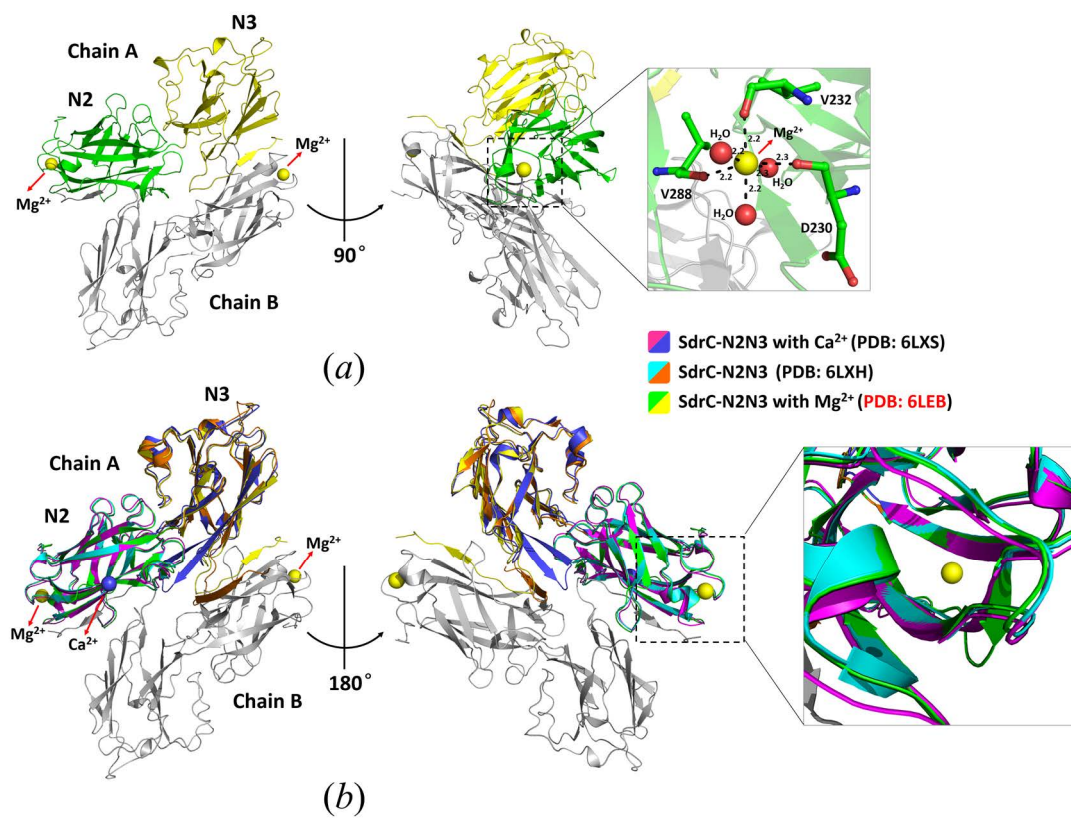 N3
Chain A
N2
Mg²⁺
Mg²⁺
90°
Chain B
V232
H₂O
Mg²⁺
2.2
2.2
2.3
2.3
H₂O
2.2
V288
2.2
H₂O
D230
(a)
SdrC-N2N3 with Ca²⁺ (PDB: 6LXS)
SdrC-N2N3 (PDB: 6LXH)
SdrC-N2N3 with Mg²⁺ (PDB: 6LEB)
N3
Chain A
N2
Mg²⁺
Mg²⁺
Ca²⁺
180°
Chain B
(b)